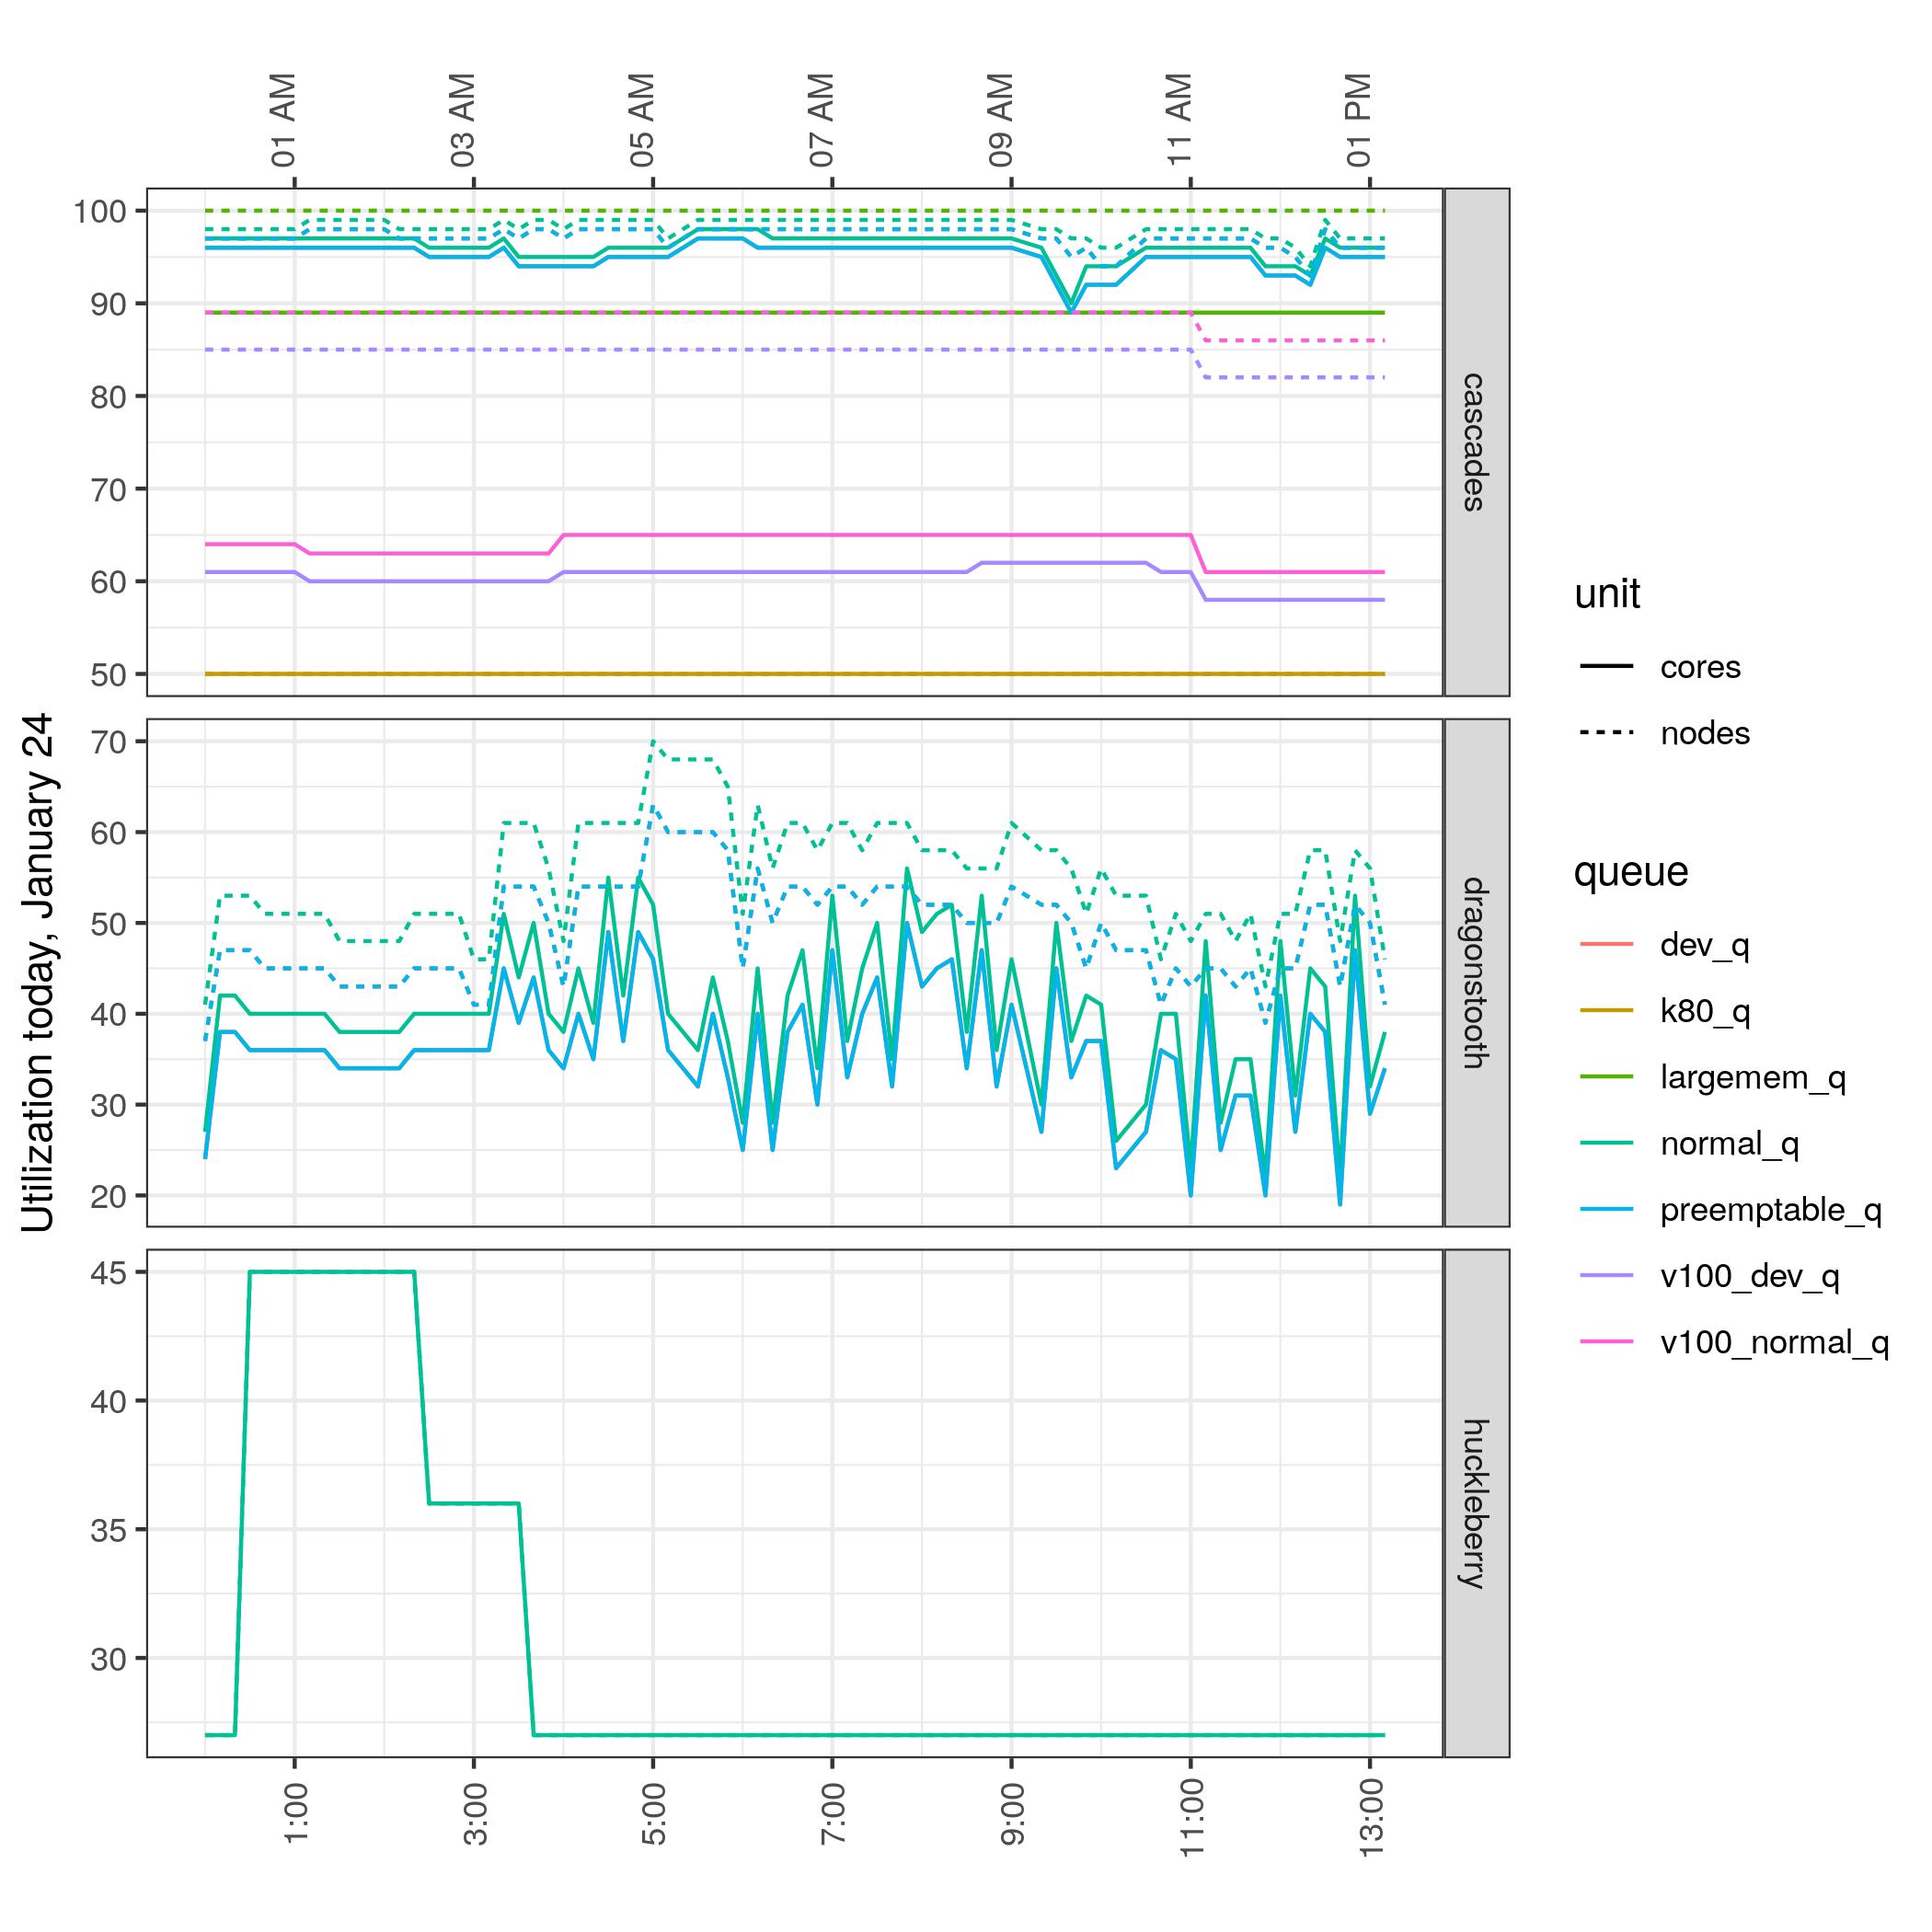 01 AM
03 AM
05 AM
07 AM
09 AM
11 AM
01 PM
Utilization today, January 24
100
90
80
70
60
50
cascades
70
60
50
40
30
20
dragonstooth
45
40
35
30
huckleberry
1:00
3:00
5:00
7:00
9:00
11:00
13:00
unit
cores
nodes
queue
dev_q
k80_q
largemem_q
normal_q
preemptable_q
v100_dev_q
v100_normal_q